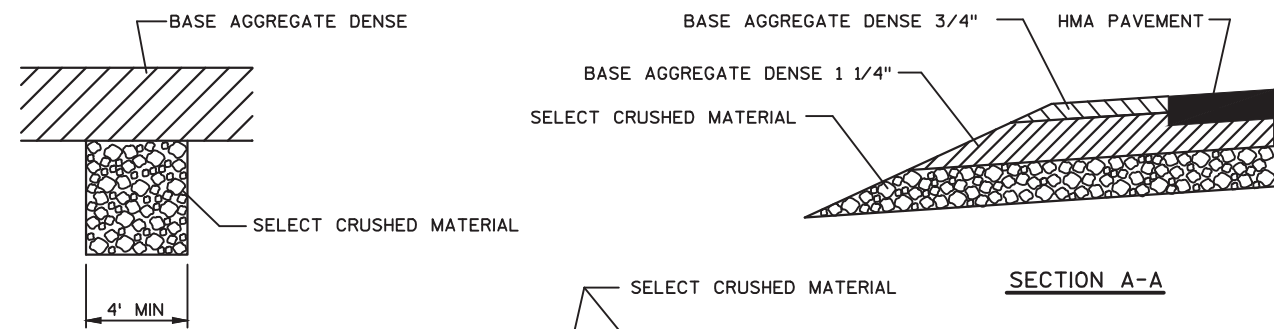 BASE AGGREGATE DENSE
BASE AGGREGATE DENSE 3/4"
HMA PAVEMENT
BASE AGGREGATE DENSE 1 1/4"
SELECT CRUSHED MATERIAL
SELECT CRUSHED MATERIAL
SECTION A-A
SELECT CRUSHED MATERIAL
4' MIN